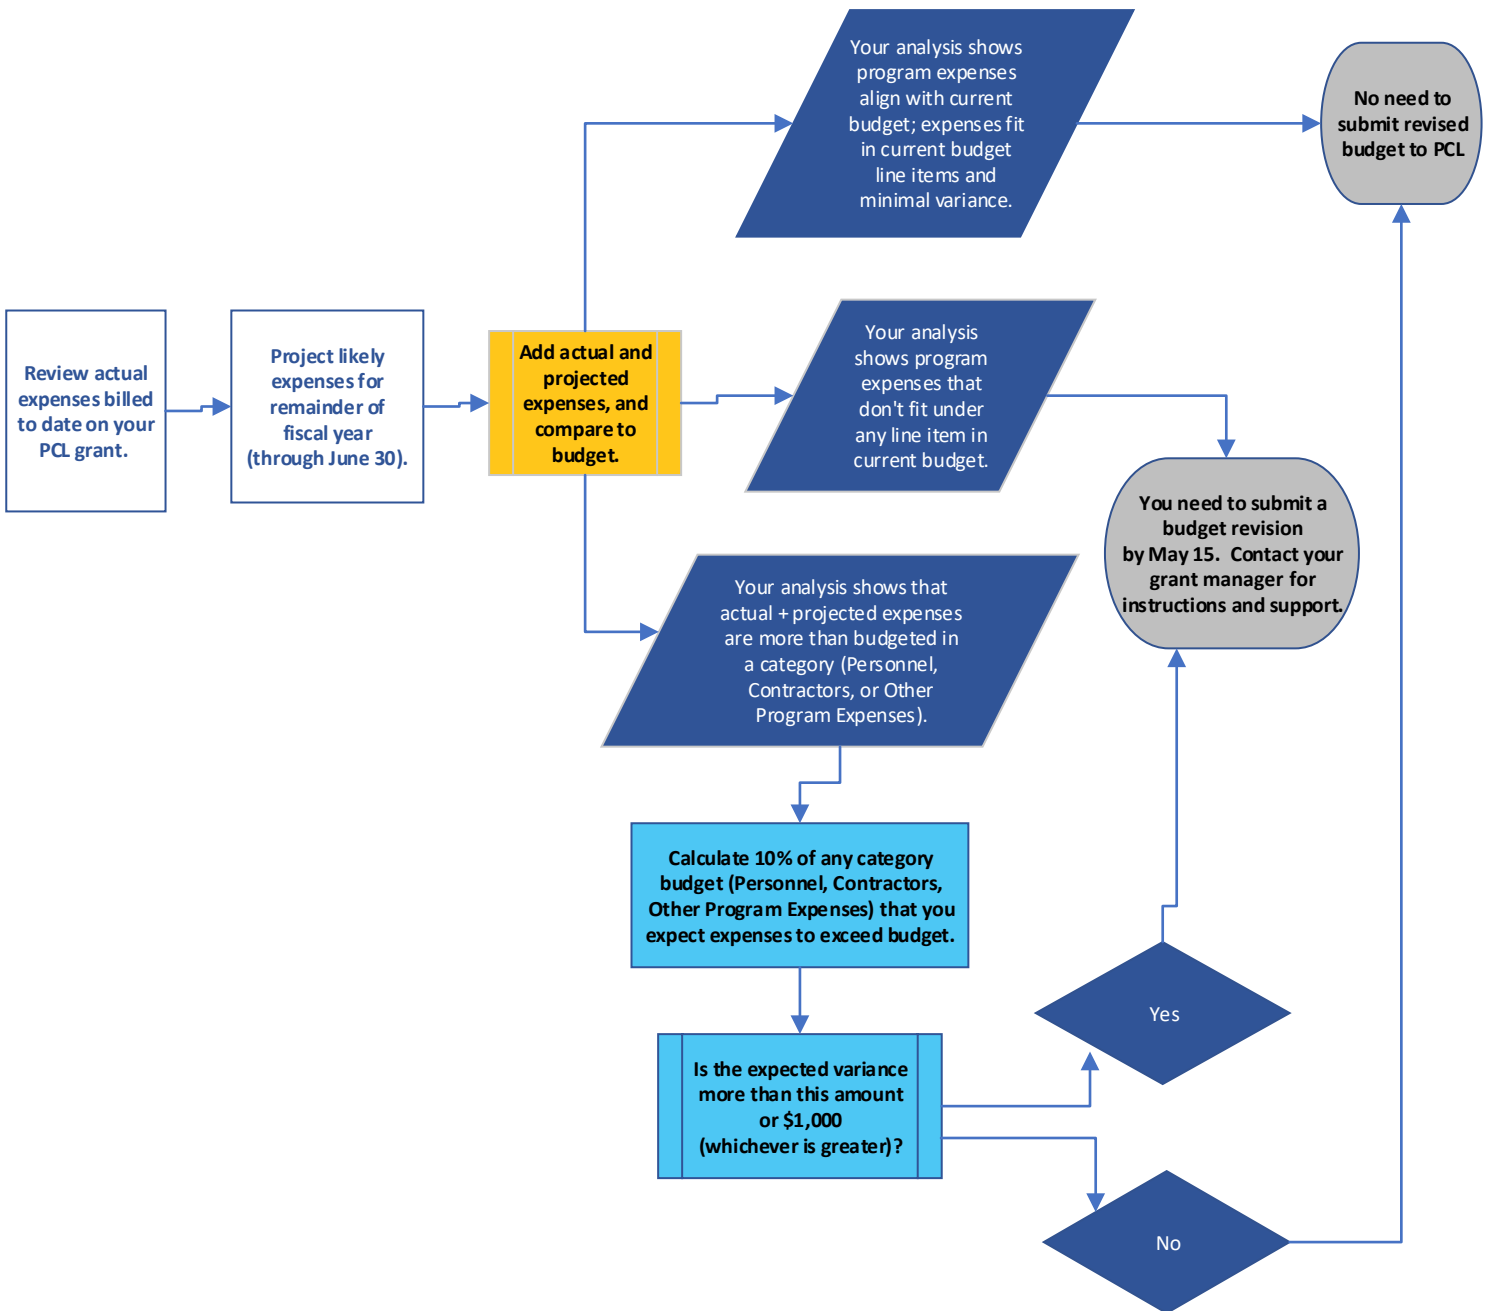 Your analysis shows
program expenses
align with current
budget; expenses fit
in current budget
line items and
minimal variance.
No need to
submit revised
budget to PCL
Review actual
expenses billed
to date on your
PCL grant.
Project likely
expenses for
remainder of
fiscal year
(through June 30).
Add actual and
projected
expenses, and
compare to
budget.
Your analysis
shows program
expenses that
don't fit under
any line item in
current budget.
You need to submit a
budget revision
by May 15.  Contact your
grant manager for
instructions and support.
Your analysis shows that
actual + projected expenses
are more than budgeted in
a category (Personnel,
Contractors, or Other
Program Expenses).
Calculate 10% of any category
budget (Personnel, Contractors,
Other Program Expenses) that you
expect expenses to exceed budget.
Is the expected variance
more than this amount
or $1,000
(whichever is greater)?
Yes
No